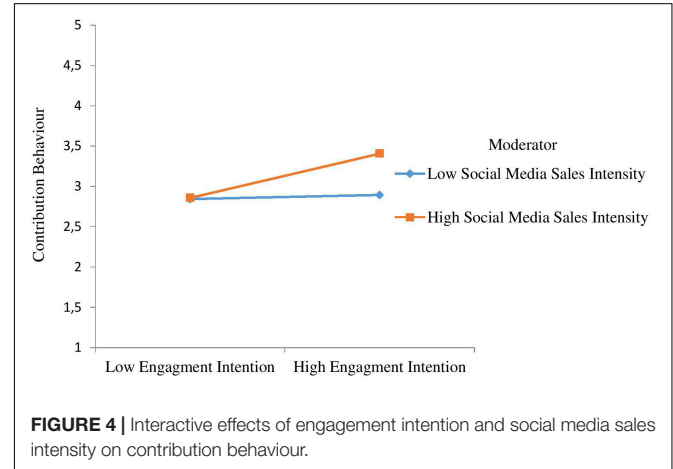 5
4,5
4
3,5
3
2,5
2
1,5
1
Contribution Behaviour
Low Engagment Intention
High Engagment Intention
Moderator
Low Social Media Sales Intensity
High Social Media Sales Intensity
FIGURE 4 | Interactive effects of engagement intention and social media sales
intensity on contribution behaviour.